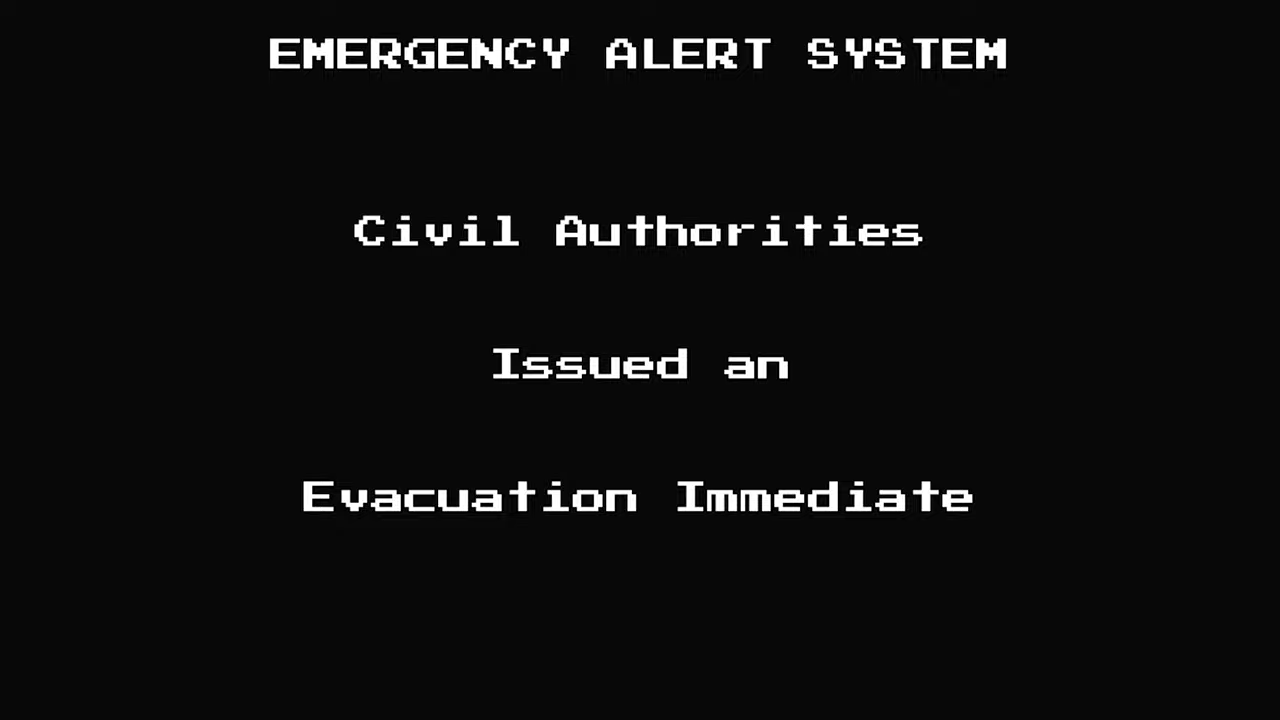 EMERGENCY ALERT SYSTEM
Civil Authorities
Issued an
Evacuation Immediate